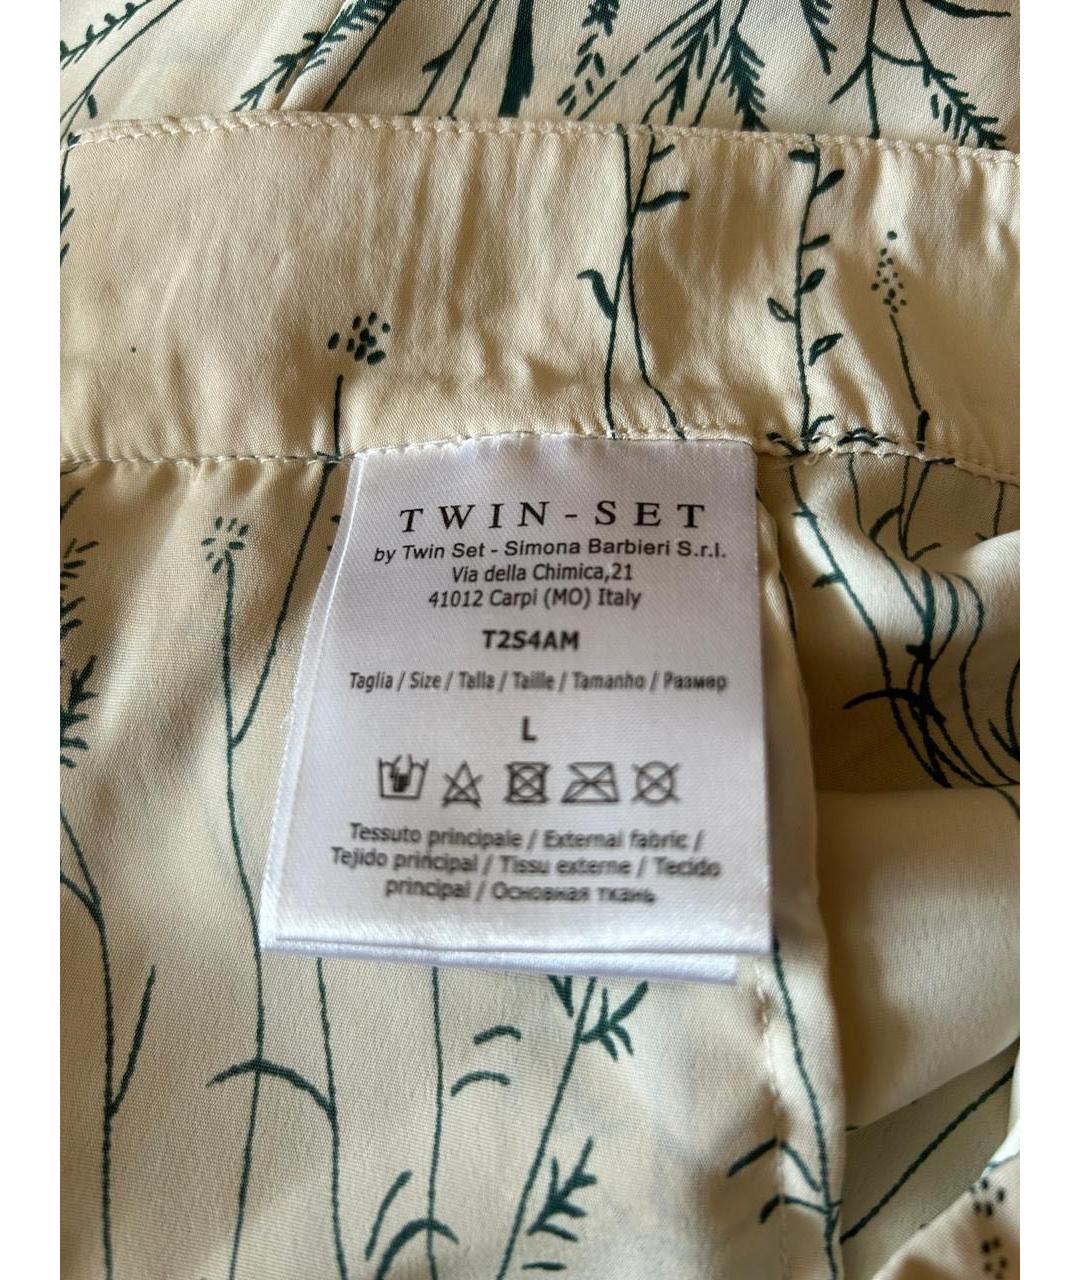 TWIN-SET
by Twin Set - Simona Barbieri S.r.l.
Via della Chimica,21
41012 Carpi (MO) Italy
T2S4AM
Taglia / Size / Talla / Taille / Tamanho / Размер
L
Tessuto principale / External fabric /
Tejido principal / Tissu externe / Tecido
principal / Основная ткань